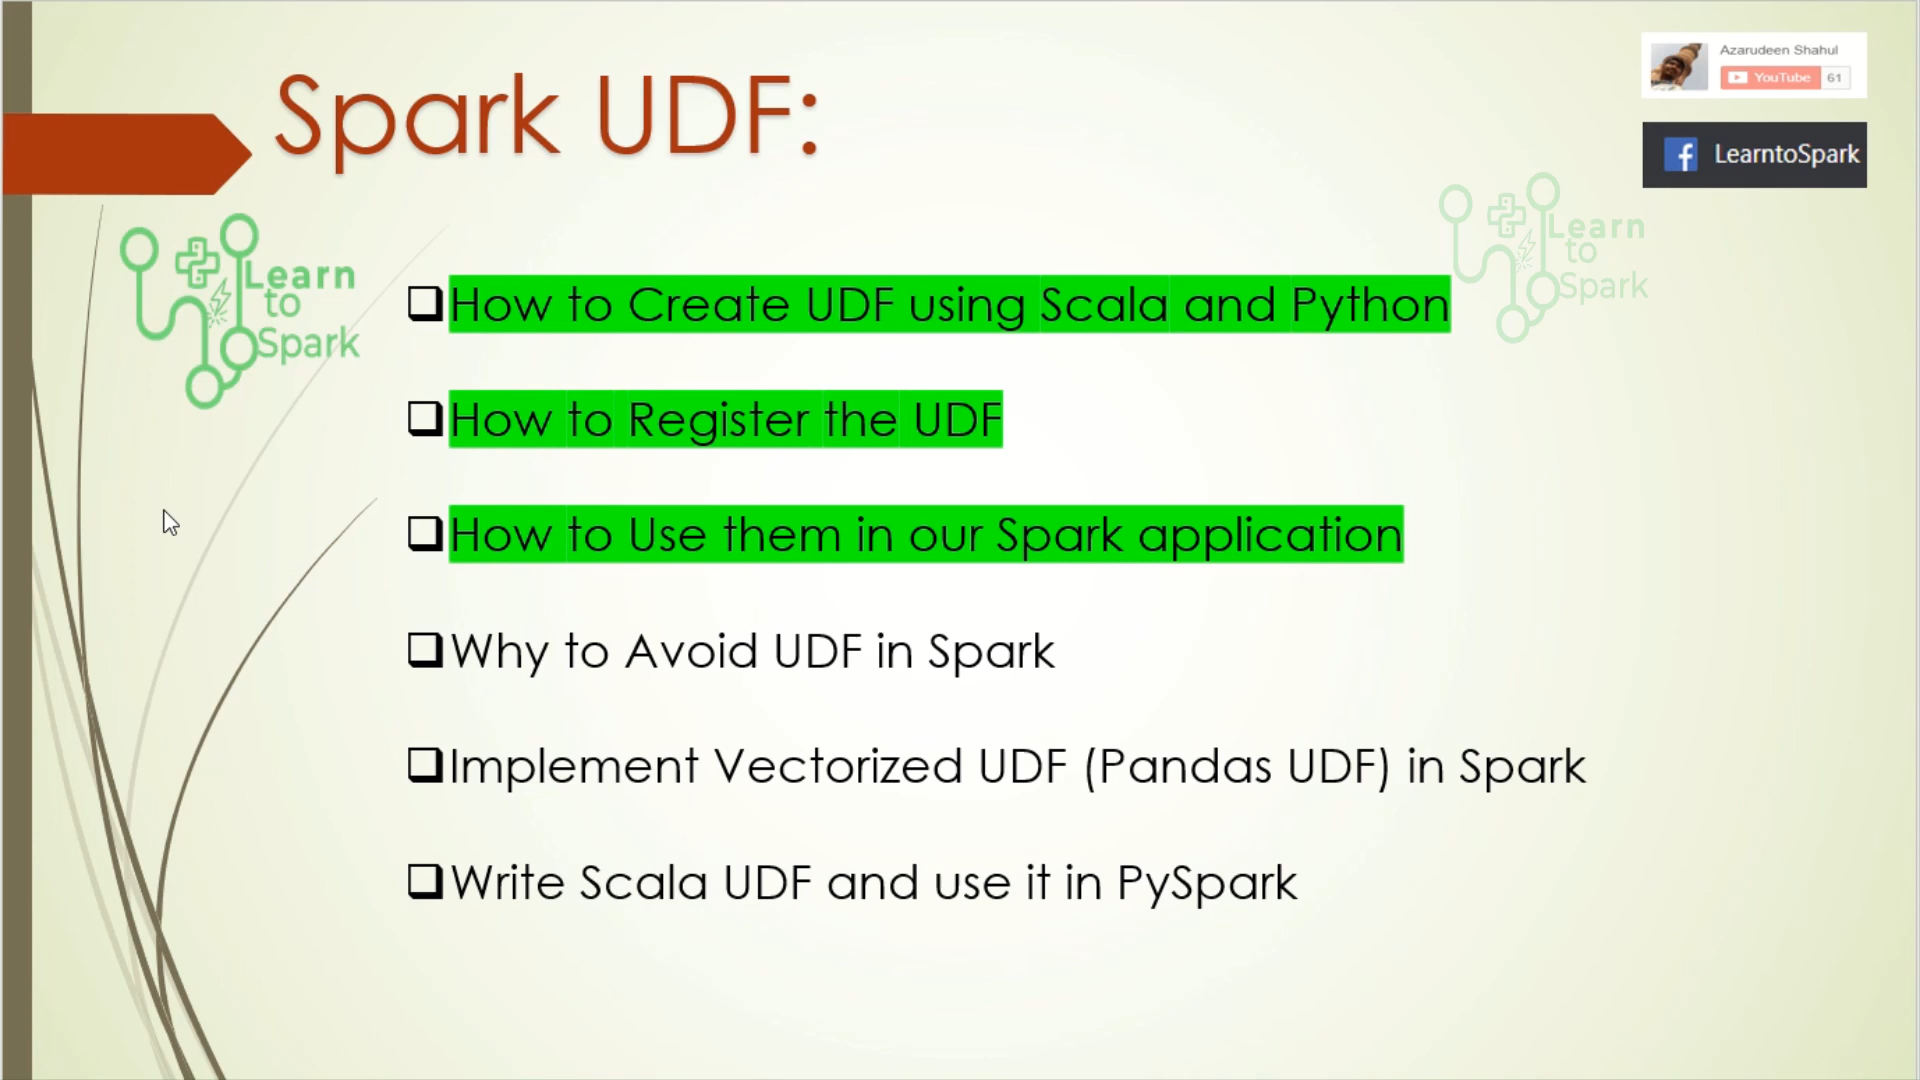 Spark UDF:
Azarudeen Shahul
YouTube 61
LearntoSpark
Learn
to
Spark
Learn
to
Spark
How to Create UDF using Scala and Python
How to Register the UDF
How to Use them in our Spark application
Why to Avoid UDF in Spark
Implement Vectorized UDF (Pandas UDF) in Spark
Write Scala UDF and use it in PySpark